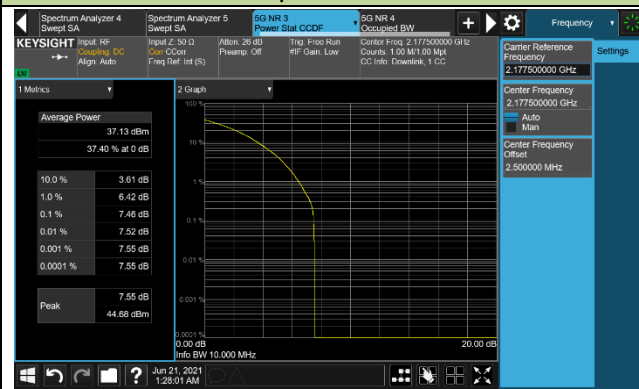 Spectrum Analyzer 4
Swept SA
Spectrum Analyzer 5
Swept SA
5G NR 3
Power Stat CCDF
5G NR 4
Occupied BW
Frequency
KEYSIGHT
Input: RF
Coupling: DC
Align: Auto
Input Z: 50 Ω
Corr CCorr
Freq Ref: Int (S)
Atten: 26 dB
Preamp: Off
Trig: Free Run
#IF Gain: Low
Center Freq: 2.177500000 GHz
Counts: 1.00 M/1.00 Mpt
CC Info: Downlink, 1 CC
Carrier Reference
Frequency
2.177500000 GHz
Settings
Center Frequency
2.177500000 GHz
Auto
Man
Center Frequency
Offset
2.500000 MHz
1 Metrics
Average Power
37.13 dBm
37.40 % at 0 dB
10.0 % 3.61 dB
1.0 % 6.42 dB
0.1 % 7.46 dB
0.01 % 7.52 dB
0.001 % 7.55 dB
0.0001 % 7.55 dB
Peak
7.55 dB
44.68 dBm
2 Graph
100 %
10 %
1 %
0.1 %
0.01 %
0.001 %
0.0001 %
0.00 dB
20.00 dB
Info BW 10.000 MHz
?
Jun 21, 2021
1:28:01 AM